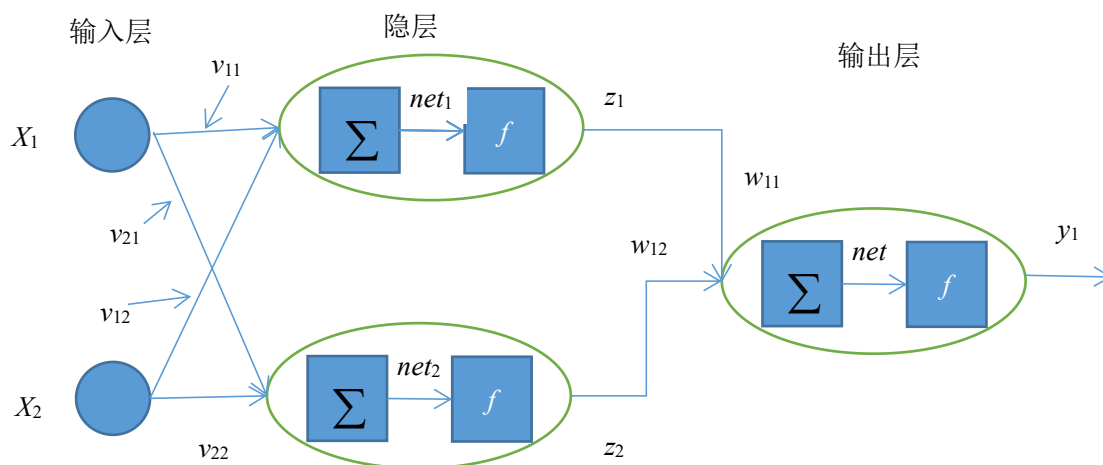 输入层
隐层
输出层
v₁₁
net₁
z₁
X₁
∑
f
w₁₁
v₂₁
w₁₂
net
y₁
∑
f
v₁₂
net₂
X₂
∑
f
v₂₂
z₂